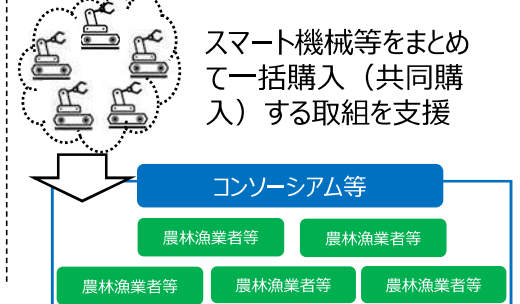 スマート機械等をまとめ
て一括購入（共同購
入）する取組を支援
コンソーシアム等
農林漁業者等
農林漁業者等
農林漁業者等
農林漁業者等
農林漁業者等